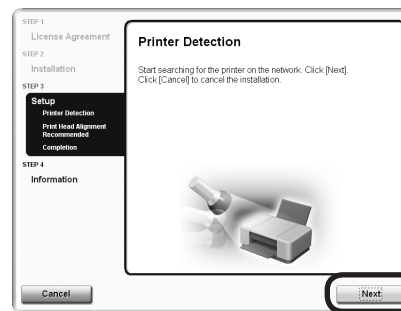 STEP 1
License Agreement
STEP 2
Installation
STEP 3
Setup
Printer Detection
Print Head Alignment
Recommended
Completion
STEP 4
Information
Cancel
Printer Detection
Start searching for the printer on the network. Click [Next].
Click [Cancel] to cancel the installation.
Next